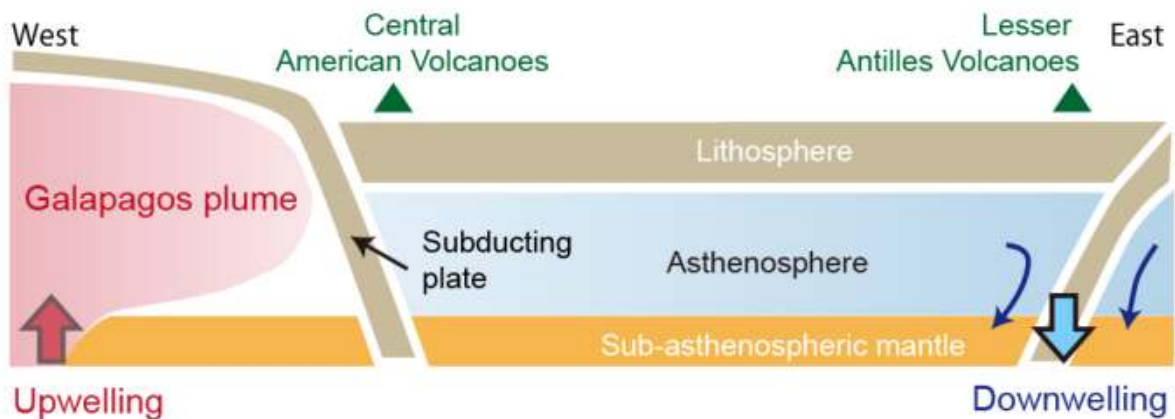 West
Central
American Volcanoes
Lesser
Antilles Volcanoes
East
Lithosphere
Galapagos plume
Subducting
plate
Asthenosphere
Sub-asthenospheric mantle
Upwelling
Downwelling